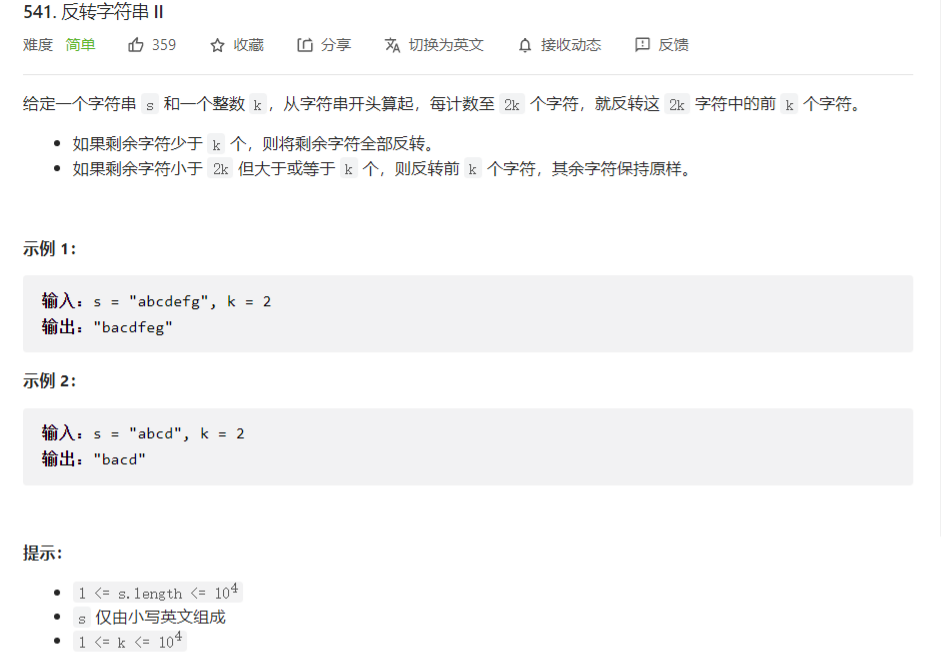 541. 反转字符串 II
难度 简单 359 收藏 分享 切换为英文 接收动态 反馈
给定一个字符串 s 和一个整数 k，从字符串开头算起，每计数至 2k 个字符，就反转这 2k 字符中的前 k 个字符。
如果剩余字符少于 k 个，则将剩余字符全部反转。
如果剩余字符小于 2k 但大于或等于 k 个，则反转前 k 个字符，其余字符保持原样。
示例 1：
输入：s = "abcdefg", k = 2
输出："bacdfeg"
示例 2：
输入：s = "abcd", k = 2
输出："bacd"
提示：
1 <= s.length <= 10⁴
s 仅由小写英文组成
1 <= k <= 10⁴